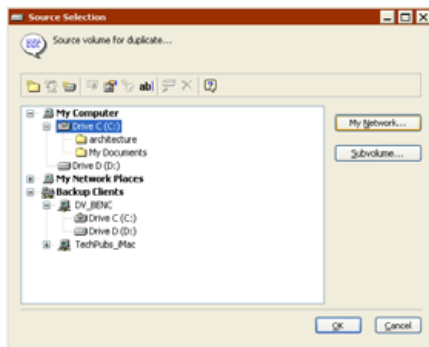 Source Selection
Source volume for duplicate...
ab|
My Computer
Drive C (C:)
architecture
My Documents
Drive D (D:)
My Network Places
Backup Clients
DV_BENC
Drive C (C:)
Drive D (D:)
TechPubs_iMac
My Network...
Subvolume...
OK
Cancel